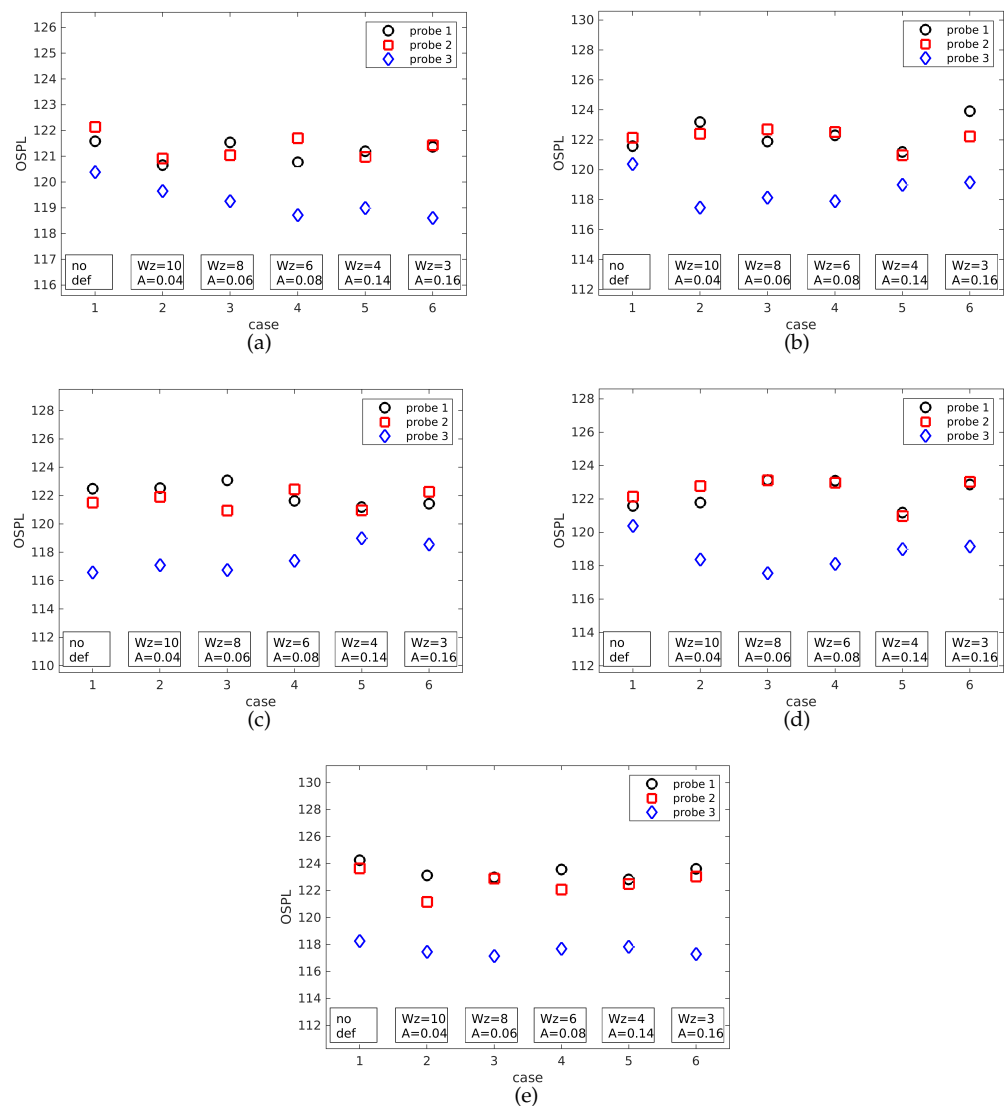 126
125
124
123
122
121
120
119
118
117
116
OSPL
probe 1
probe 2
probe 3
no
def
Wz=10
A=0.04
Wz=8
A=0.06
Wz=6
A=0.08
Wz=4
A=0.14
Wz=3
A=0.16
1 2 3 4 5 6
case
(a)
130
128
126
124
122
120
118
116
114
112
OSPL
probe 1
probe 2
probe 3
no
def
Wz=10
A=0.04
Wz=8
A=0.06
Wz=6
A=0.08
Wz=4
A=0.14
Wz=3
A=0.16
1 2 3 4 5 6
case
(b)
128
126
124
122
120
118
116
114
112
110
OSPL
probe 1
probe 2
probe 3
no
def
Wz=10
A=0.04
Wz=8
A=0.06
Wz=6
A=0.08
Wz=4
A=0.14
Wz=3
A=0.16
1 2 3 4 5 6
case
(c)
128
126
124
122
120
118
116
114
112
OSPL
probe 1
probe 2
probe 3
no
def
Wz=10
A=0.04
Wz=8
A=0.06
Wz=6
A=0.08
Wz=4
A=0.14
Wz=3
A=0.16
1 2 3 4 5 6
case
(d)
130
128
126
124
122
120
118
116
114
112
OSPL
probe 1
probe 2
probe 3
no
def
Wz=10
A=0.04
Wz=8
A=0.06
Wz=6
A=0.08
Wz=4
A=0.14
Wz=3
A=0.16
1 2 3 4 5 6
case
(e)